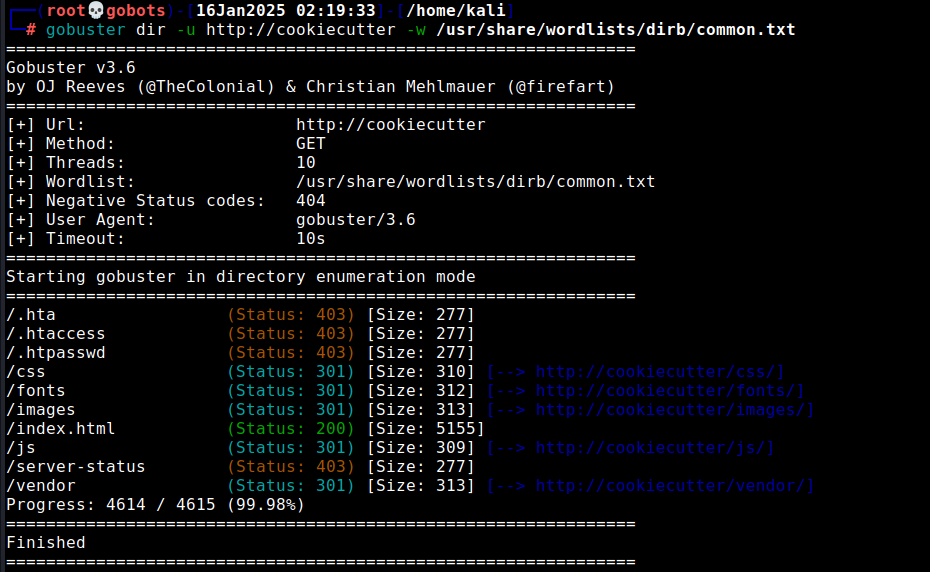 ┌──(root💀gobots)-[16Jan2025 02:19:33]-[/home/kali]
└─# gobuster dir -u http://cookiecutter -w /usr/share/wordlists/dirb/common.txt
===============================================================
Gobuster v3.6
by OJ Reeves (@TheColonial) & Christian Mehlmauer (@firefart)
===============================================================
[+] Url:                     http://cookiecutter
[+] Method:                  GET
[+] Threads:                 10
[+] Wordlist:                /usr/share/wordlists/dirb/common.txt
[+] Negative Status codes:   404
[+] User Agent:              gobuster/3.6
[+] Timeout:                 10s
===============================================================
Starting gobuster in directory enumeration mode
===============================================================
/.hta                 (Status: 403) [Size: 277]
/.htaccess            (Status: 403) [Size: 277]
/.htpasswd            (Status: 403) [Size: 277]
/css                  (Status: 301) [Size: 310] [--> http://cookiecutter/css/]
/fonts                (Status: 301) [Size: 312] [--> http://cookiecutter/fonts/]
/images               (Status: 301) [Size: 313] [--> http://cookiecutter/images/]
/index.html           (Status: 200) [Size: 5155]
/js                   (Status: 301) [Size: 309] [--> http://cookiecutter/js/]
/server-status        (Status: 403) [Size: 277]
/vendor               (Status: 301) [Size: 313] [--> http://cookiecutter/vendor/]
Progress: 4614 / 4615 (99.98%)
===============================================================
Finished
===============================================================